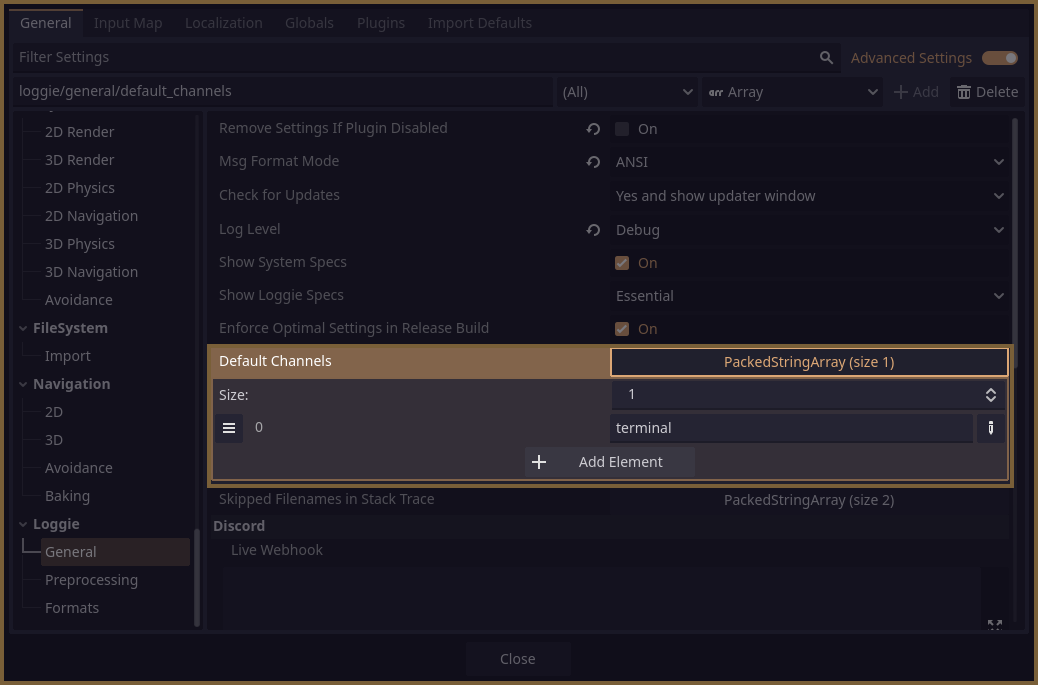 General Input Map Localization Globals Plugins Import Defaults
Filter Settings Advanced Settings
loggie/general/default_channels (All) Array Add Delete
2D Render
3D Render
2D Physics
2D Navigation
3D Physics
3D Navigation
Avoidance
FileSystem
Import
Navigation
2D
3D
Avoidance
Baking
Loggie
General
Preprocessing
Formats
Remove Settings If Plugin Disabled On
Msg Format Mode ANSI
Check for Updates Yes and show updater window
Log Level Debug
Show System Specs On
Show Loggie Specs Essential
Enforce Optimal Settings in Release Build On
Default Channels PackedStringArray (size 1)
Size: 1
0 terminal
Add Element
Skipped Filenames in Stack Trace PackedStringArray (size 2)
Discord
Live Webhook
Close